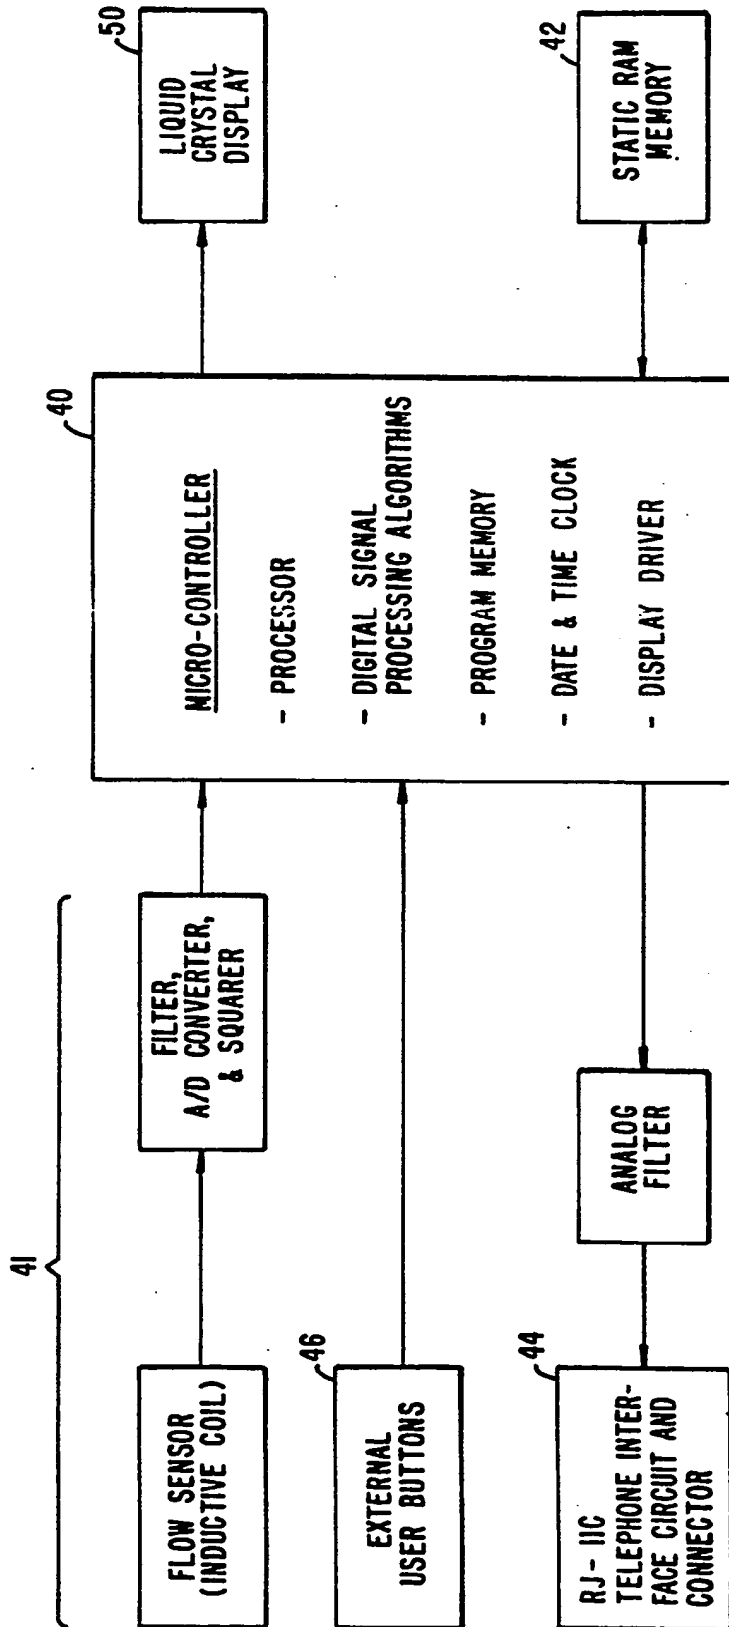 41
FLOW SENSOR
(INDUCTIVE COIL)
FILTER,
A/D CONVERTER,
& SQUARER
46
EXTERNAL
USER BUTTONS
44
RJ-11C
TELEPHONE INTER-
FACE CIRCUIT AND
CONNECTOR
ANALOG
FILTER
40
MICRO-CONTROLLER
- PROCESSOR
- DIGITAL SIGNAL
PROCESSING ALGORITHMS
- PROGRAM MEMORY
- DATE & TIME CLOCK
- DISPLAY DRIVER
50
LIQUID
CRYSTAL
DISPLAY
42
STATIC RAM
MEMORY